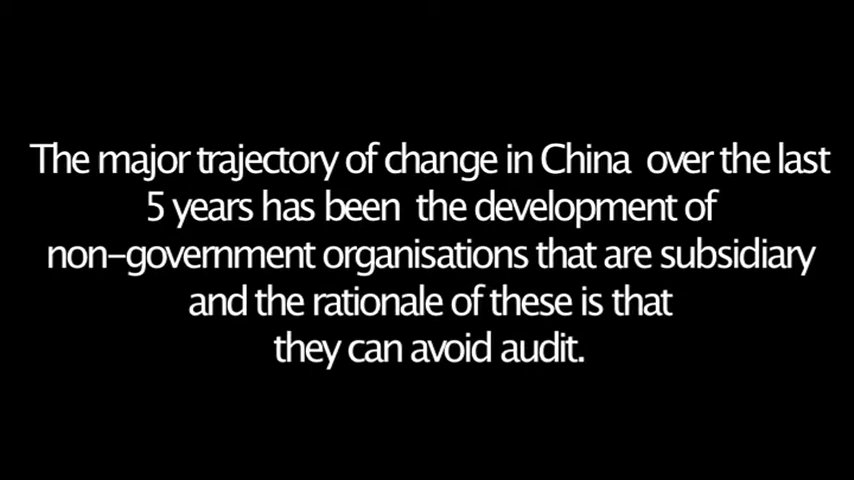 The major trajectory of change in China over the last
5 years has been the development of
non-government organisations that are subsidiary
and the rationale of these is that
they can avoid audit.